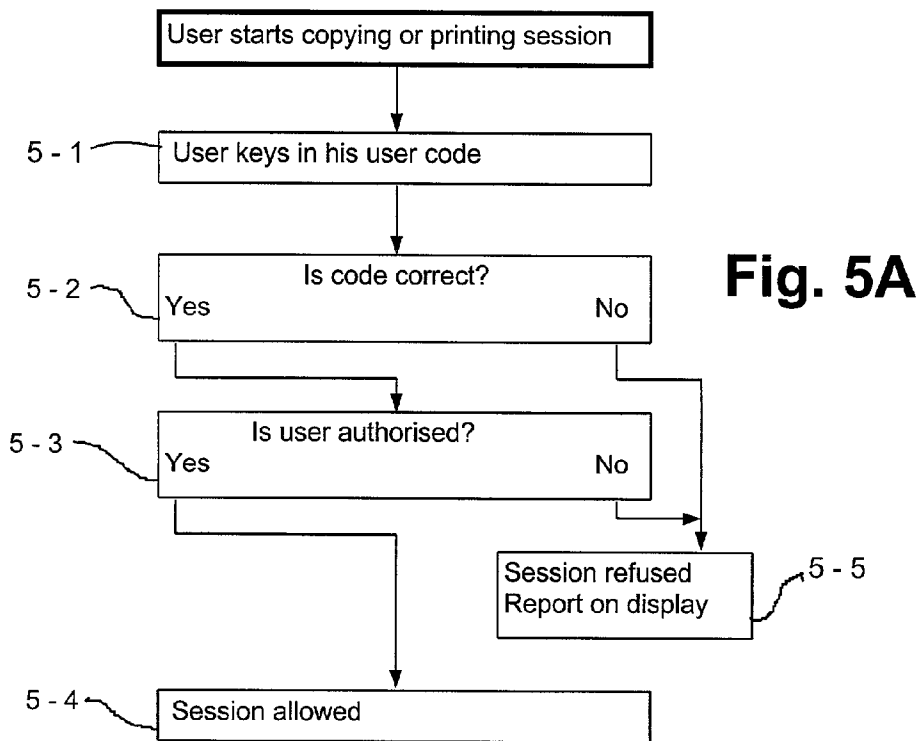 User starts copying or printing session
5 - 1
User keys in his user code
Is code correct?
5 - 2
Yes
No
Fig. 5A
Is user authorised?
5 - 3
Yes
No
Session refused
Report on display
5 - 5
5 - 4
Session allowed